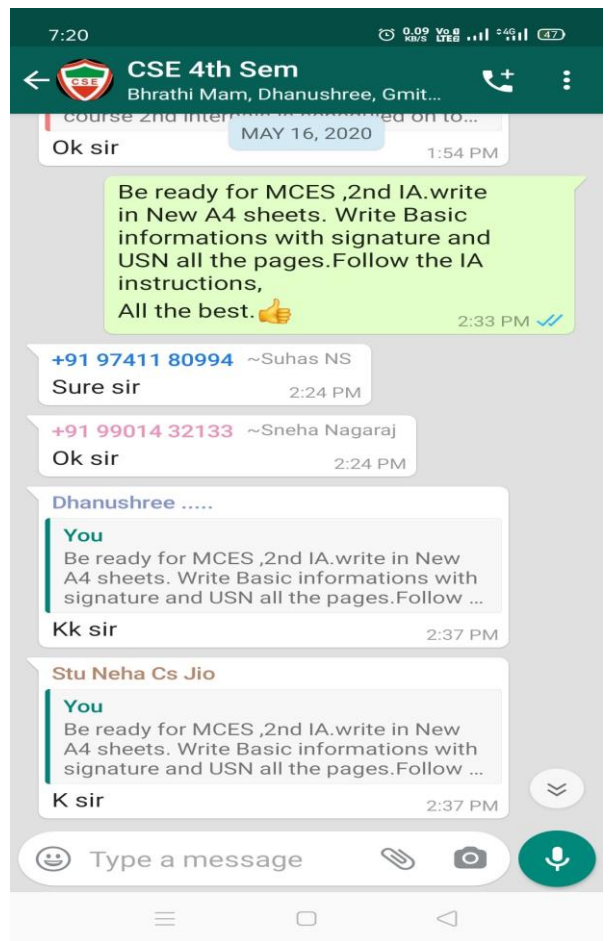 7:20
0.09 KB/S Vo LTE 4G 47
CSE
CSE 4th Sem
Bhrathi Mam, Dhanushree, Gmit...
course 2nd
MAY 16, 2020
Ok sir
1:54 PM
Be ready for MCES ,2nd IA.write
in New A4 sheets. Write Basic
informations with signature and
USN all the pages.Follow the IA
instructions,
All the best.👍
2:33 PM
+91 97411 80994 ~Suhas NS
Sure sir
2:24 PM
+91 99014 32133 ~Sneha Nagaraj
Ok sir
2:24 PM
Dhanushree .....
You
Be ready for MCES ,2nd IA.write in New
A4 sheets. Write Basic informations with
signature and USN all the pages.Follow ...
Kk sir
2:37 PM
Stu Neha Cs Jio
You
Be ready for MCES ,2nd IA.write in New
A4 sheets. Write Basic informations with
signature and USN all the pages.Follow ...
K sir
2:37 PM
Type a message